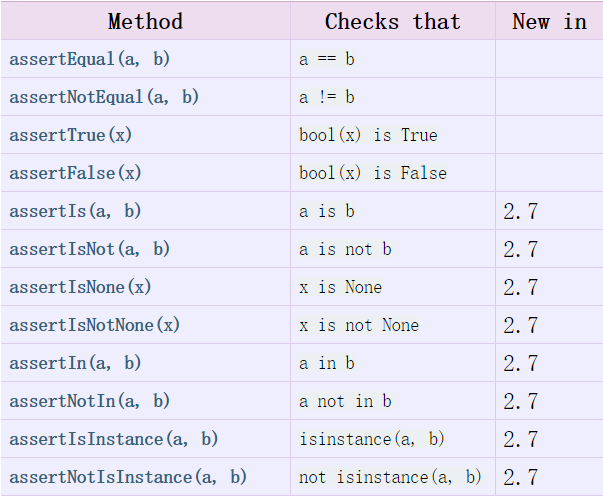 Method Checks that New in
assertEqual(a, b) a == b
assertNotEqual(a, b) a != b
assertTrue(x) bool(x) is True
assertFalse(x) bool(x) is False
assertIs(a, b) a is b 2.7
assertIsNot(a, b) a is not b 2.7
assertIsNone(x) x is None 2.7
assertIsNotNone(x) x is not None 2.7
assertIn(a, b) a in b 2.7
assertNotIn(a, b) a not in b 2.7
assertIsInstance(a, b) isinstance(a, b) 2.7
assertNotIsInstance(a, b) not isinstance(a, b) 2.7